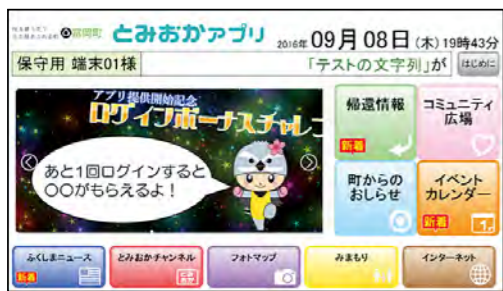 富岡町 とみおかアプリ 2016年 09月08日(木)19時43分
保守用 端末01様 「テストの文字列」が はじめに
アプリ提供開始記念
ログインボーナスチャレン
あと1回ログインすると
〇〇がもらえるよ!
帰還情報
新着
コミュニティ
広場
町からの
おしらせ
イベント
カレンダー
新着
ふくしまニュース
新着
とみおかチャンネル
フォトマップ
みまもり
インターネット